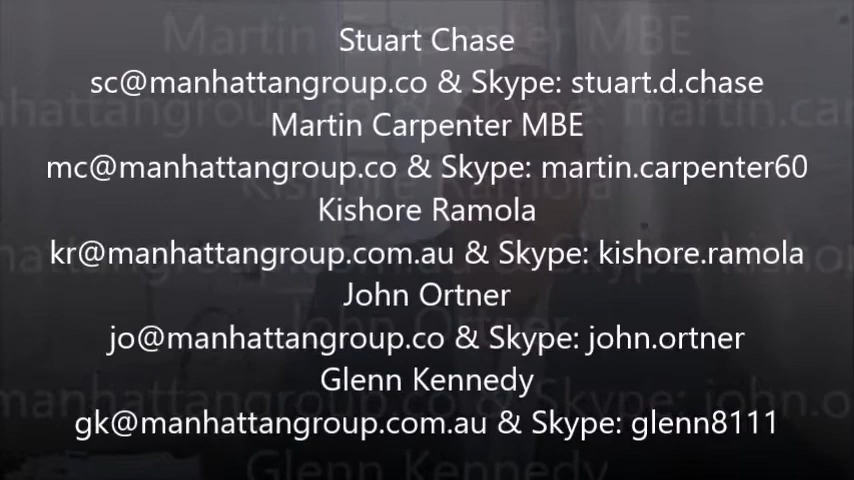 Stuart Chase
sc@manhattangroup.co & Skype: stuart.d.chase
Martin Carpenter MBE
mc@manhattangroup.co & Skype: martin.carpenter60
Kishore Ramola
kr@manhattangroup.com.au & Skype: kishore.ramola
John Ortner
jo@manhattangroup.co & Skype: john.ortner
Glenn Kennedy
gk@manhattangroup.com.au & Skype: glenn8111